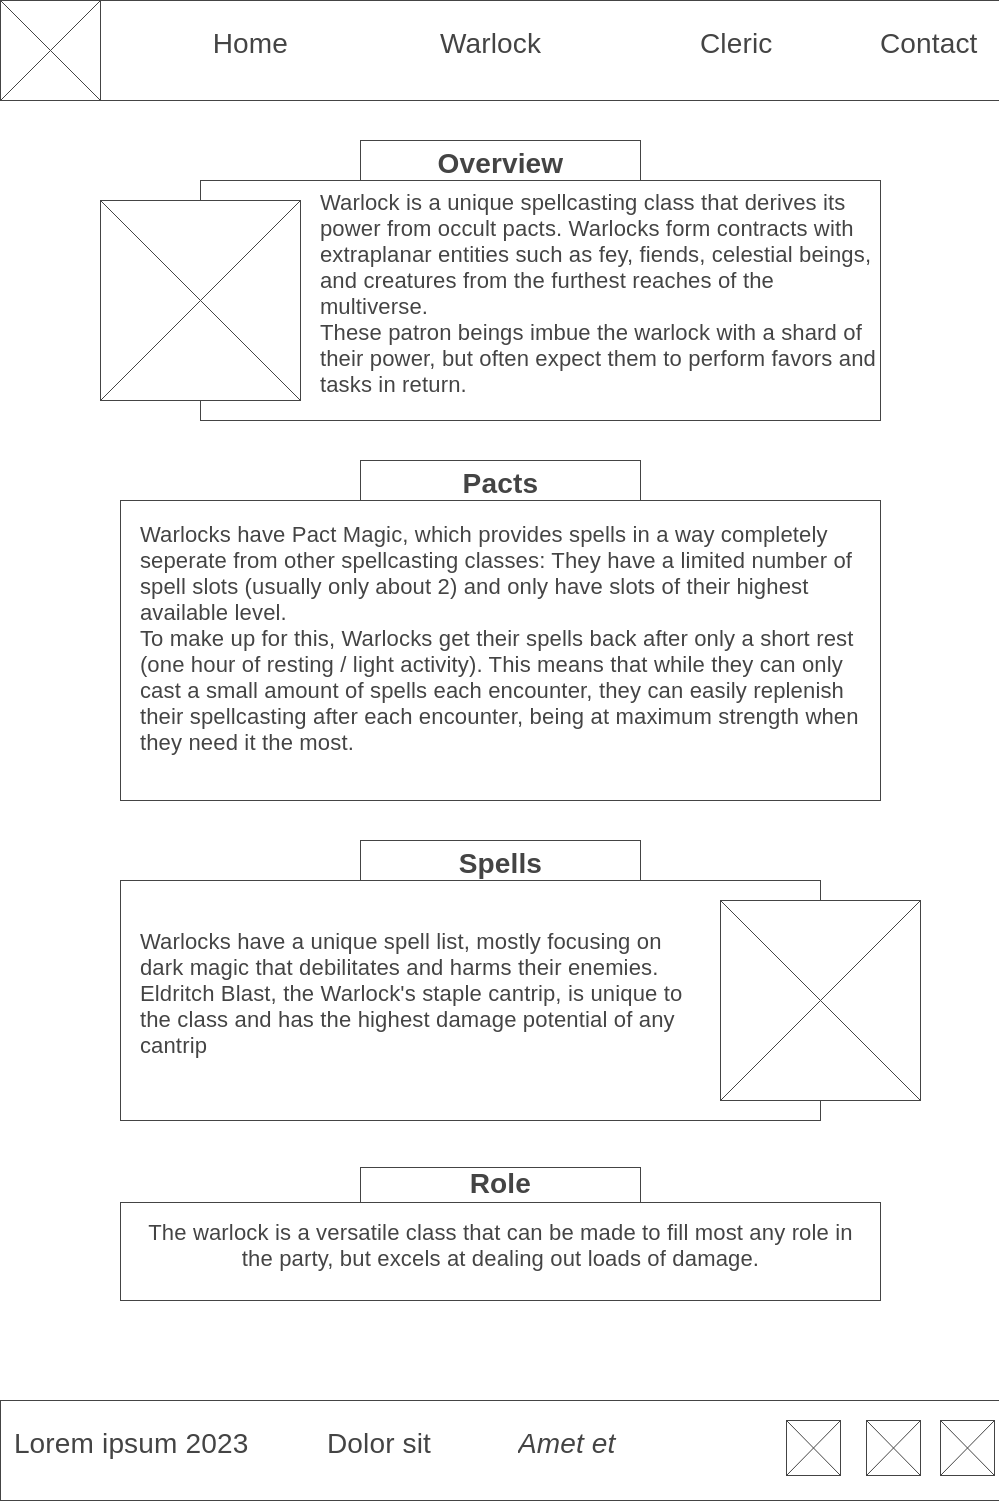 Home Warlock Cleric Contact
Overview
Warlock is a unique spellcasting class that derives its
power from occult pacts. Warlocks form contracts with
extraplanar entities such as fey, fiends, celestial beings,
and creatures from the furthest reaches of the
multiverse.
These patron beings imbue the warlock with a shard of
their power, but often expect them to perform favors and
tasks in return.
Pacts
Warlocks have Pact Magic, which provides spells in a way completely
seperate from other spellcasting classes: They have a limited number of
spell slots (usually only about 2) and only have slots of their highest
available level.
To make up for this, Warlocks get their spells back after only a short rest
(one hour of resting / light activity). This means that while they can only
cast a small amount of spells each encounter, they can easily replenish
their spellcasting after each encounter, being at maximum strength when
they need it the most.
Spells
Warlocks have a unique spell list, mostly focusing on
dark magic that debilitates and harms their enemies.
Eldritch Blast, the Warlock's staple cantrip, is unique to
the class and has the highest damage potential of any
cantrip
Role
The warlock is a versatile class that can be made to fill most any role in
the party, but excels at dealing out loads of damage.
Lorem ipsum 2023 Dolor sit Amet et